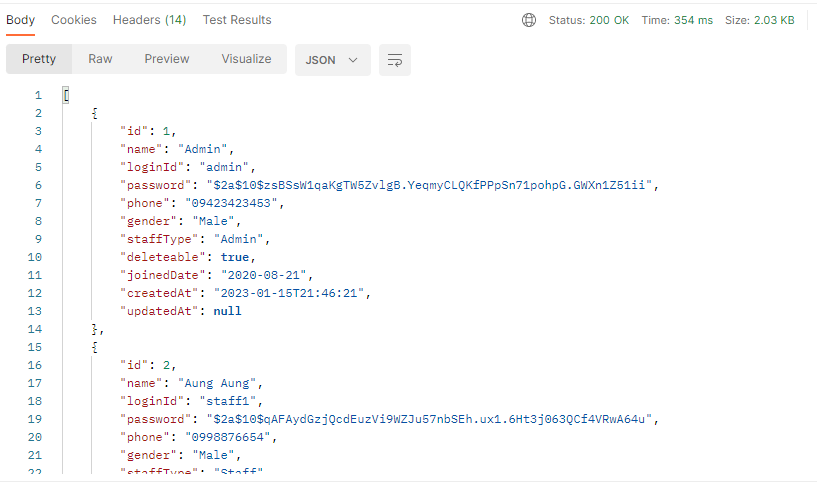 Body Cookies Headers (14) Test Results Status: 200 OK Time: 354 ms Size: 2.03 KB
Pretty Raw Preview Visualize JSON
1 [
2 {
3 "id": 1,
4 "name": "Admin",
5 "loginId": "admin",
6 "password": "$2a$10$zsBSsW1qaKgTW5ZvlgB.YeqmyCLQKfPPpSn71pohpG.GWXn1Z51ii",
7 "phone": "09423423453",
8 "gender": "Male",
9 "staffType": "Admin",
10 "deleteable": true,
11 "joinedDate": "2020-08-21",
12 "createdAt": "2023-01-15T21:46:21",
13 "updatedAt": null
14 },
15 {
16 "id": 2,
17 "name": "Aung Aung",
18 "loginId": "staff1",
19 "password": "$2a$10$qAFAydGzjQcdEuzVi9WZJu57nbSEh.ux1.6Ht3j063QCf4VRwA64u",
20 "phone": "0998876654",
21 "gender": "Male",
22 "staffType": "Staff"